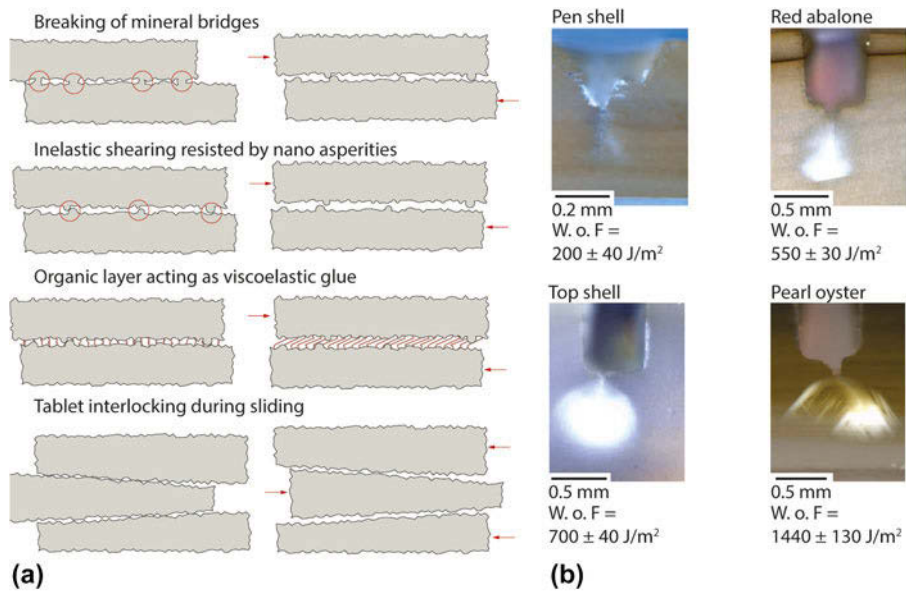 Breaking of mineral bridges
Inelastic shearing resisted by nano asperities
Organic layer acting as viscoelastic glue
Tablet interlocking during sliding
(a)
Pen shell
0.2 mm
W. o. F =
200 ± 40 J/m²
Red abalone
0.5 mm
W. o. F =
550 ± 30 J/m²
Top shell
0.5 mm
W. o. F =
700 ± 40 J/m²
Pearl oyster
0.5 mm
W. o. F =
1440 ± 130 J/m²
(b)